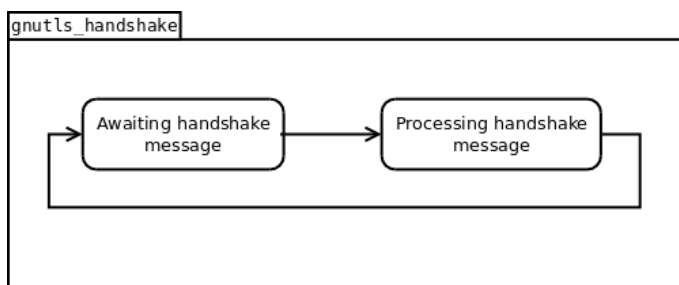 gnutls_handshake
Awaiting handshake
message
Processing handshake
message